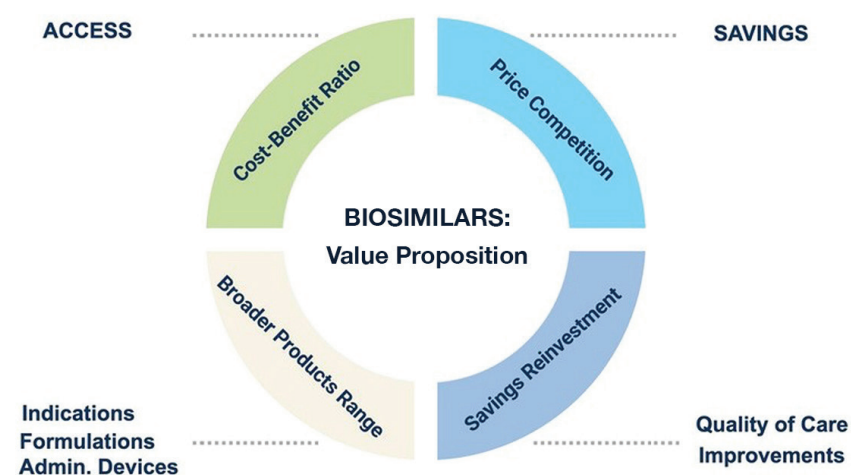 ACCESS
SAVINGS
Cost-Benefit Ratio
Price Competition
BIOSIMILARS:
Value Proposition
Broader Products Range
Savings Reinvestment
Indications
Formulations
Admin. Devices
Quality of Care
Improvements